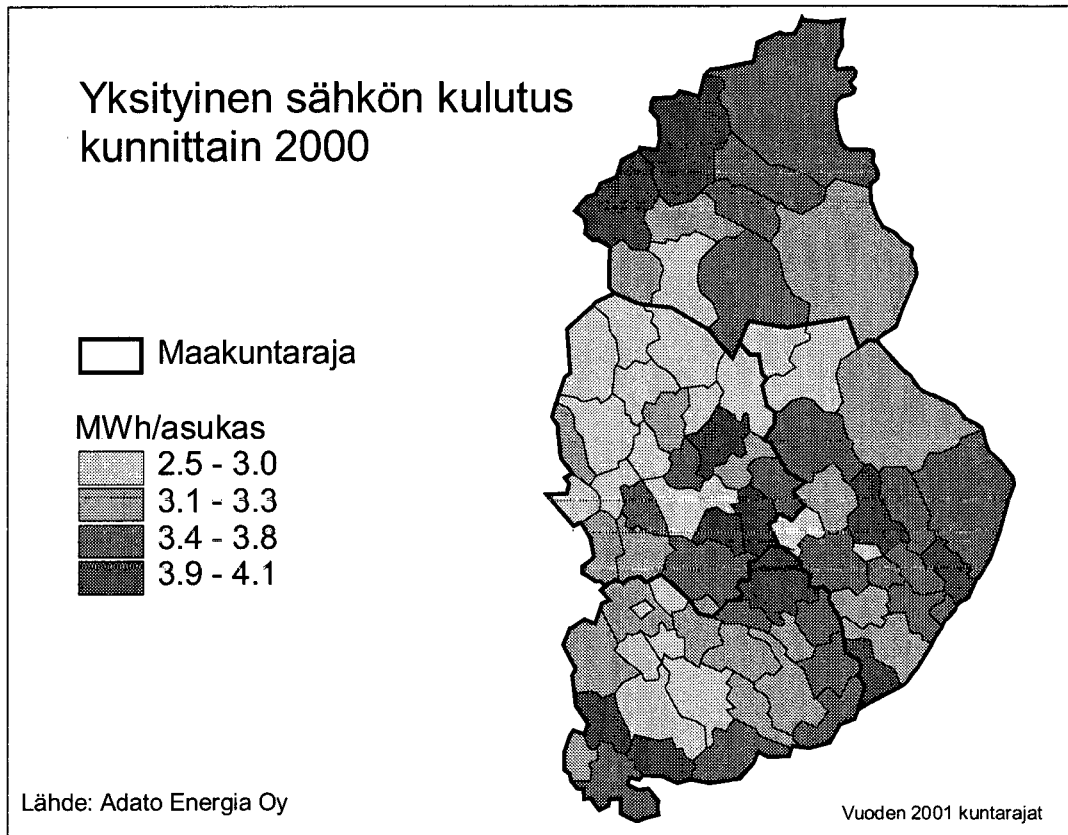 Yksityinen sähkön kulutus
kunnittain 2000
Maakuntaraja
MWh/asukas
2.5 - 3.0
3.1 - 3.3
3.4 - 3.8
3.9 - 4.1
Lähde: Adato Energia Oy
Vuoden 2001 kuntarajat